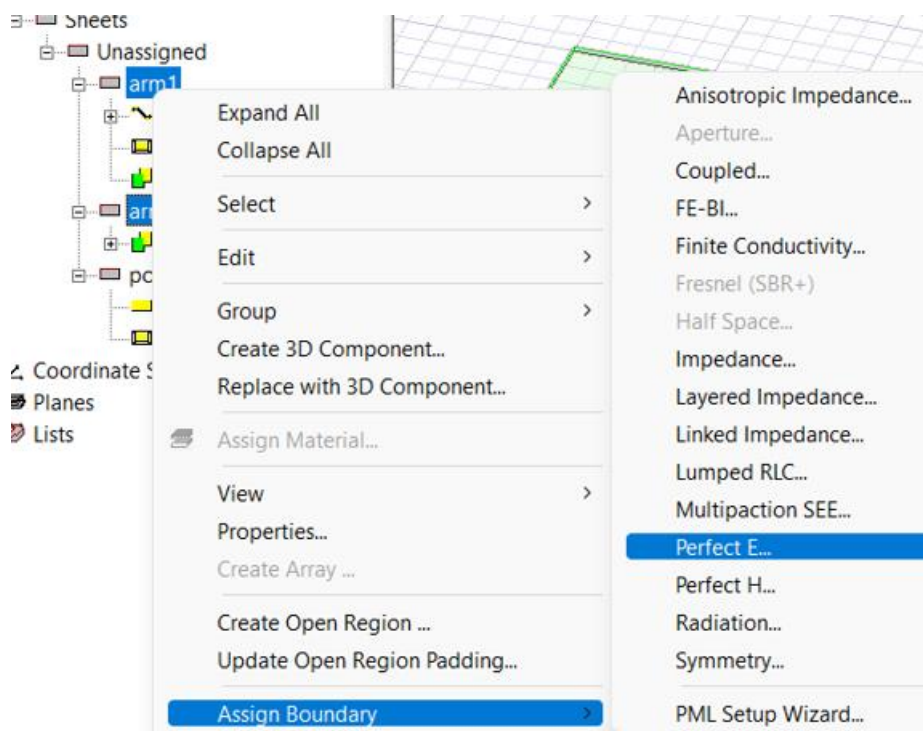 Sheets
Unassigned
arm1
ar
po
Coordinate S
Planes
Lists
Expand All
Collapse All
Select
Edit
Group
Create 3D Component...
Replace with 3D Component...
Assign Material...
View
Properties...
Create Array ...
Create Open Region ...
Update Open Region Padding...
Assign Boundary
Anisotropic Impedance...
Aperture...
Coupled...
FE-BI...
Finite Conductivity...
Fresnel (SBR+)
Half Space...
Impedance...
Layered Impedance...
Linked Impedance...
Lumped RLC...
Multipaction SEE...
Perfect E...
Perfect H...
Radiation...
Symmetry...
PML Setup Wizard...